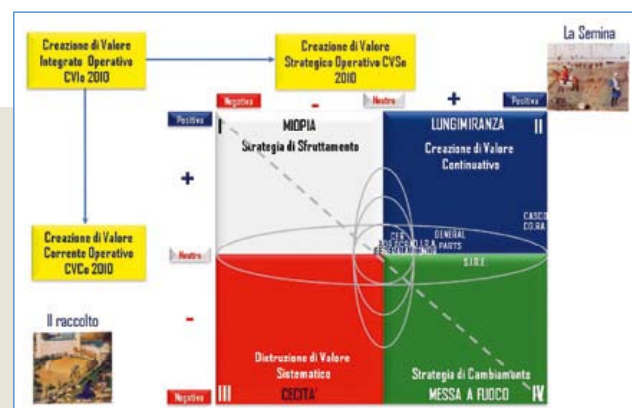 La Semina
Creazione di Valore
Integrato Operativo
CVIo 2010
Creazione di Valore
Strategico Operativo CVSo
2010
Negativo
-
Neutro
+
Positivo
Positivo
I
MIOPIA
Strategia di Sfruttamento
LUNGIMIRANZA
II
Creazione di Valore
Continuativo
+
CASCO
CO.RA
GENERAL
PARTS
CER
Creazione di Valore
Corrente Operativo
CVCo 2010
Neutro
S.I.R.E.
Il raccolto
-
Distruzione di Valore
Sistematico
CECITA'
III
Strategia di Cambiamento
MESSA A FUOCO
IV
Negativo